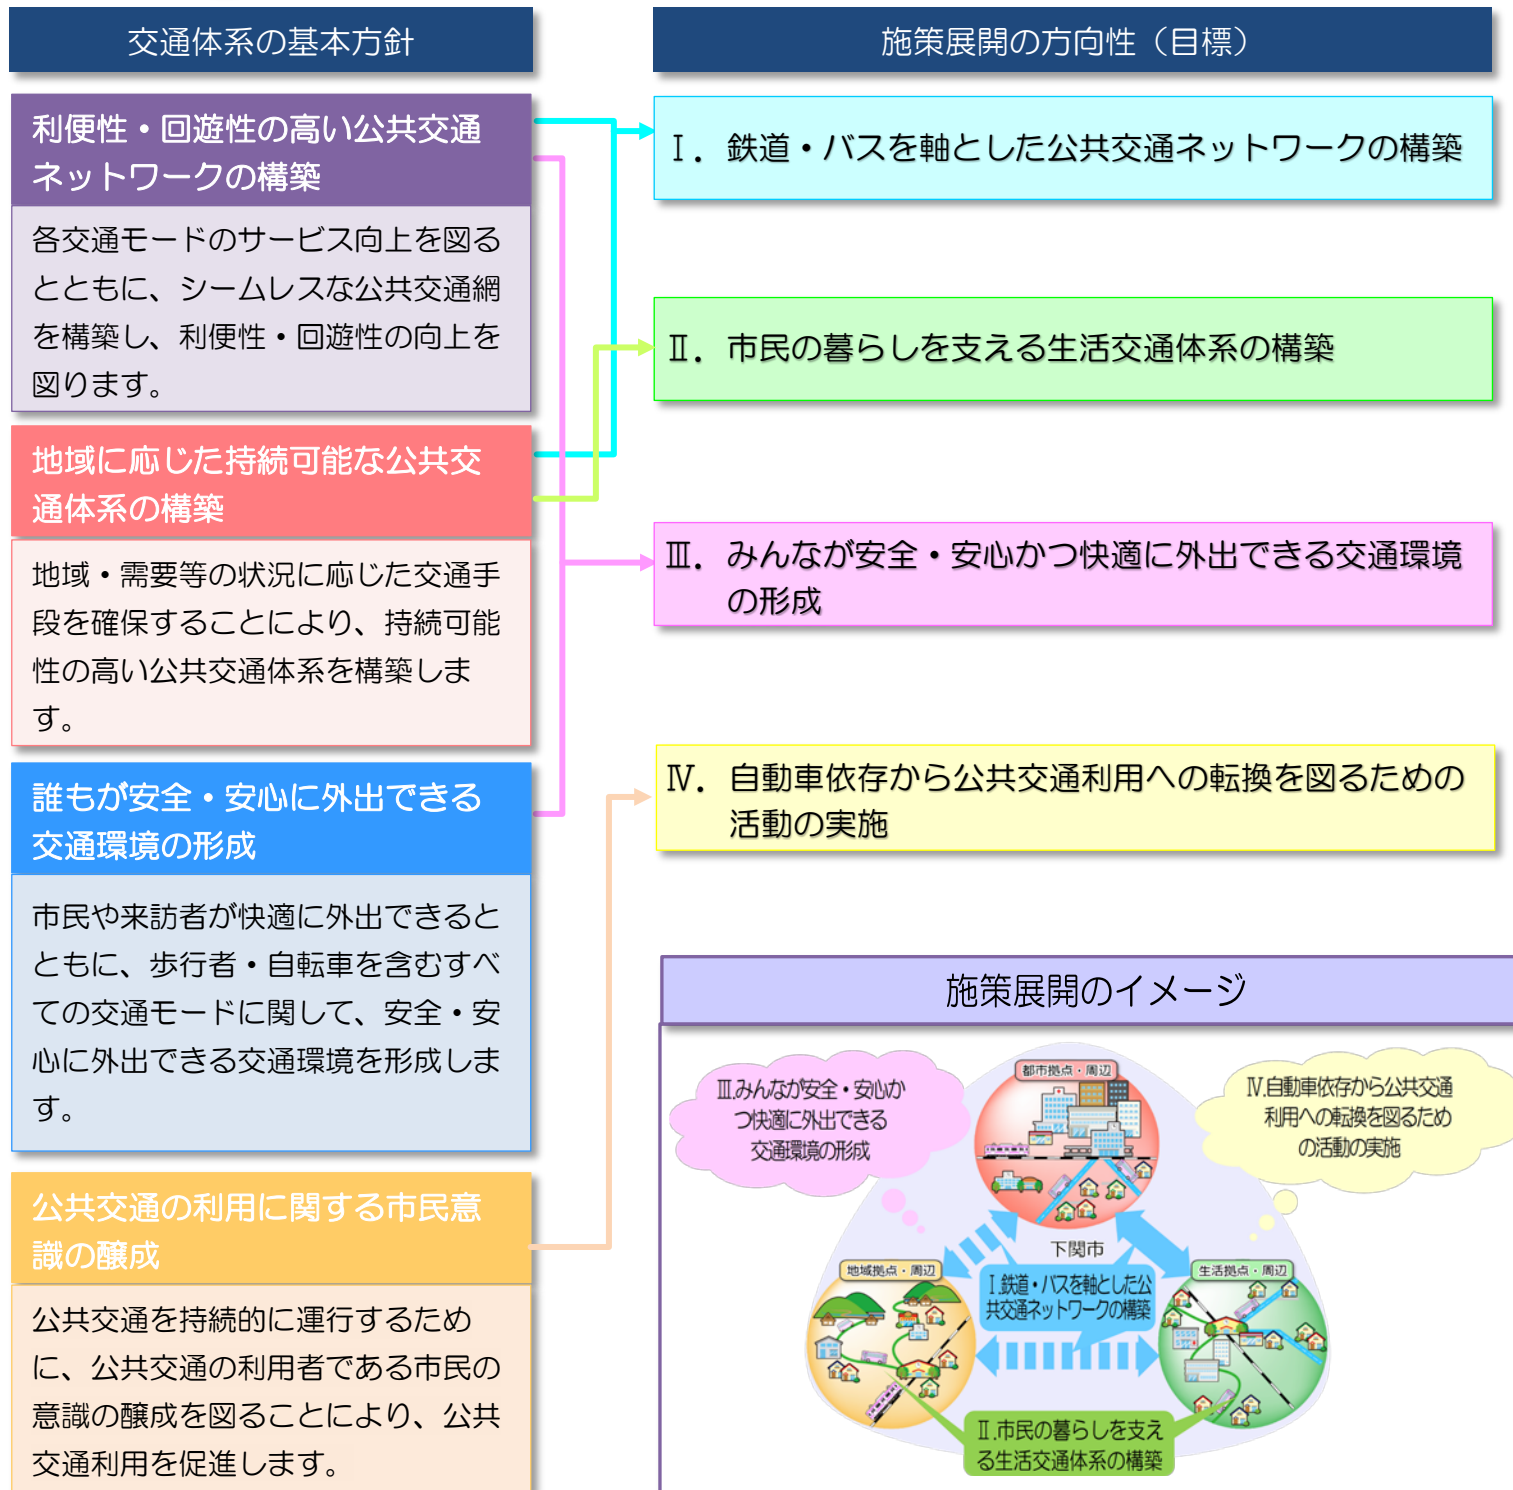 交通体系の基本方針
利便性・回遊性の高い公共交通
ネットワークの構築
各交通モードのサービス向上を図る
とともに、シームレスな公共交通網
を構築し、利便性・回遊性の向上を
図ります。
地域に応じた持続可能な公共交
通体系の構築
地域・需要等の状況に応じた交通手
段を確保することにより、持続可能
性の高い公共交通体系を構築しま
す。
誰もが安全・安心に外出できる
交通環境の形成
市民や来訪者が快適に外出できると
ともに、歩行者・自転車を含むすべ
ての交通モードに関して、安全・安
心に外出できる交通環境を形成しま
す。
公共交通の利用に関する市民意
識の醸成
公共交通を持続的に運行するため
に、公共交通の利用者である市民の
意識の醸成を図ることにより、公共
交通利用を促進します。
施策展開の方向性（目標）
Ⅰ．鉄道・バスを軸とした公共交通ネットワークの構築
Ⅱ．市民の暮らしを支える生活交通体系の構築
Ⅲ．みんなが安全・安心かつ快適に外出できる交通環境
の形成
Ⅳ．自動車依存から公共交通利用への転換を図るための
活動の実施
施策展開のイメージ
Ⅲ.みんなが安全・安心か
つ快適に外出できる
交通環境の形成
都市拠点・周辺
Ⅳ.自動車依存から公共交通
利用への転換を図るため
の活動の実施
下関市
地域拠点・周辺
Ⅰ.鉄道・バスを軸とした公
共交通ネットワークの構築
生活拠点・周辺
Ⅱ.市民の暮らしを支え
る生活交通体系の構築